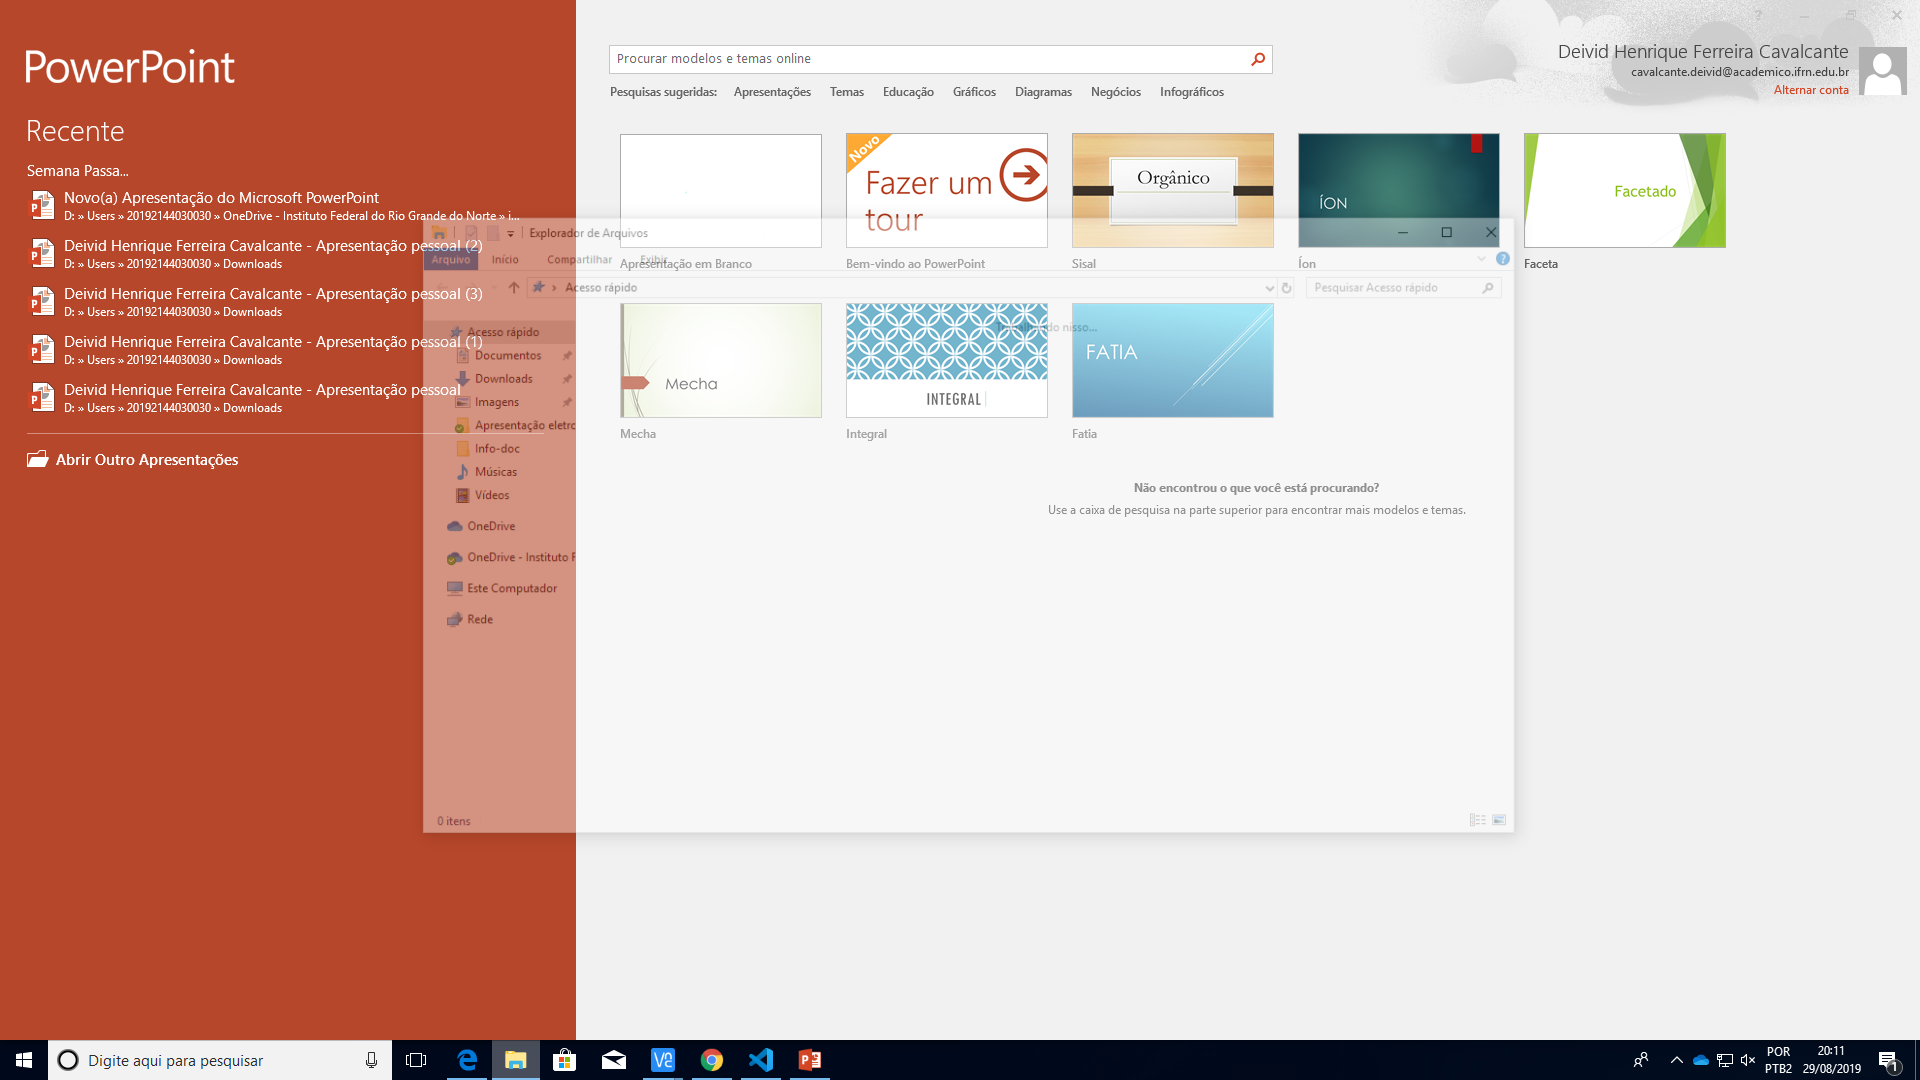 PowerPoint
Recente
Semana Passa...
Novo(a) Apresentação do Microsoft PowerPoint
D: » Users » 20192144030030 » OneDrive - Instituto Federal do Rio Grande do Norte » i...
Deivid Henrique Ferreira Cavalcante - Apresentação pessoal (2)
D: » Users » 20192144030030 » Downloads
Deivid Henrique Ferreira Cavalcante - Apresentação pessoal (3)
D: » Users » 20192144030030 » Downloads
Deivid Henrique Ferreira Cavalcante - Apresentação pessoal (1)
D: » Users » 20192144030030 » Downloads
Deivid Henrique Ferreira Cavalcante - Apresentação pessoal
D: » Users » 20192144030030 » Downloads
Abrir Outro Apresentações
Procurar modelos e temas online
Pesquisas sugeridas: Apresentações Temas Educação Gráficos Diagramas Negócios Infográficos
Deivid Henrique Ferreira Cavalcante
cavalcante.deivid@academico.ifrn.edu.br
Alternar conta
Novo
Fazer um
tour
Orgânico
ÍON
Facetado
Apresentação em Branco
Bem-vindo ao PowerPoint
Sisal
Íon
Faceta
Mecha
INTEGRAL
FATIA
Mecha
Integral
Fatia
Não encontrou o que você está procurando?
Use a caixa de pesquisa na parte superior para encontrar mais modelos e temas.
Explorador de Arquivos
Arquivo Início Compartilhar Exibir
Acesso rápido
Pesquisar Acesso rápido
Trabalhando nisso...
Acesso rápido
Documentos
Downloads
Imagens
Apresentação eletro
Info-doc
Músicas
Vídeos
OneDrive
OneDrive - Instituto F
Este Computador
Rede
0 itens
Digite aqui para pesquisar
POR
PTB2
20:11
29/08/2019
1